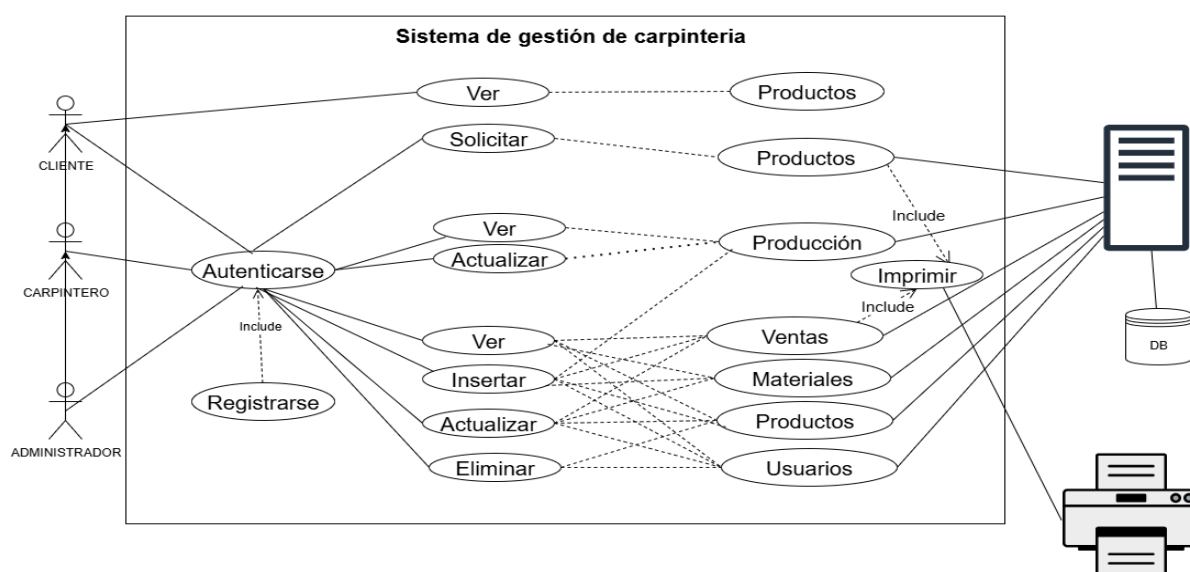 Sistema de gestión de carpinteria
Ver
Productos
Solicitar
Productos
CLIENTE
Include
Ver
Producción
Actualizar
Autenticarse
Imprimir
CARPINTERO
Include
Include
Ver
Ventas
DB
Insertar
Materiales
Registrarse
Actualizar
Productos
ADMINISTRADOR
Eliminar
Usuarios